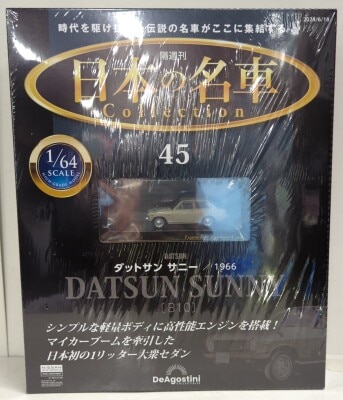 2024/6/18
時代を駆け抜けた伝説の名車がここに集結する
隔週刊
日本の名車
Collection
1/64
SCALE
45
DATSUN
ダットサン サニー / 1966
DATSUN SUNNY
[B10]
シンプルな軽量ボディに高性能エンジンを搭載!
マイカーブームを牽引した
日本初の1リッター大衆セダン
DeAGOSTINI